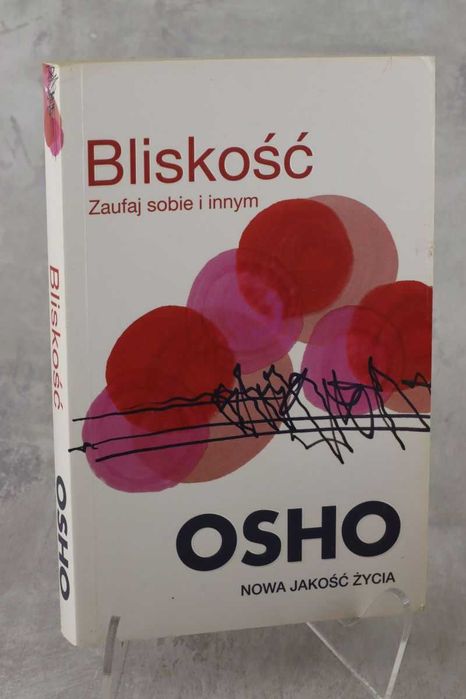 Bliskość
Zaufaj sobie i innym
OSHO
NOWA JAKOŚĆ ŻYCIA
Bliskość
OSHO